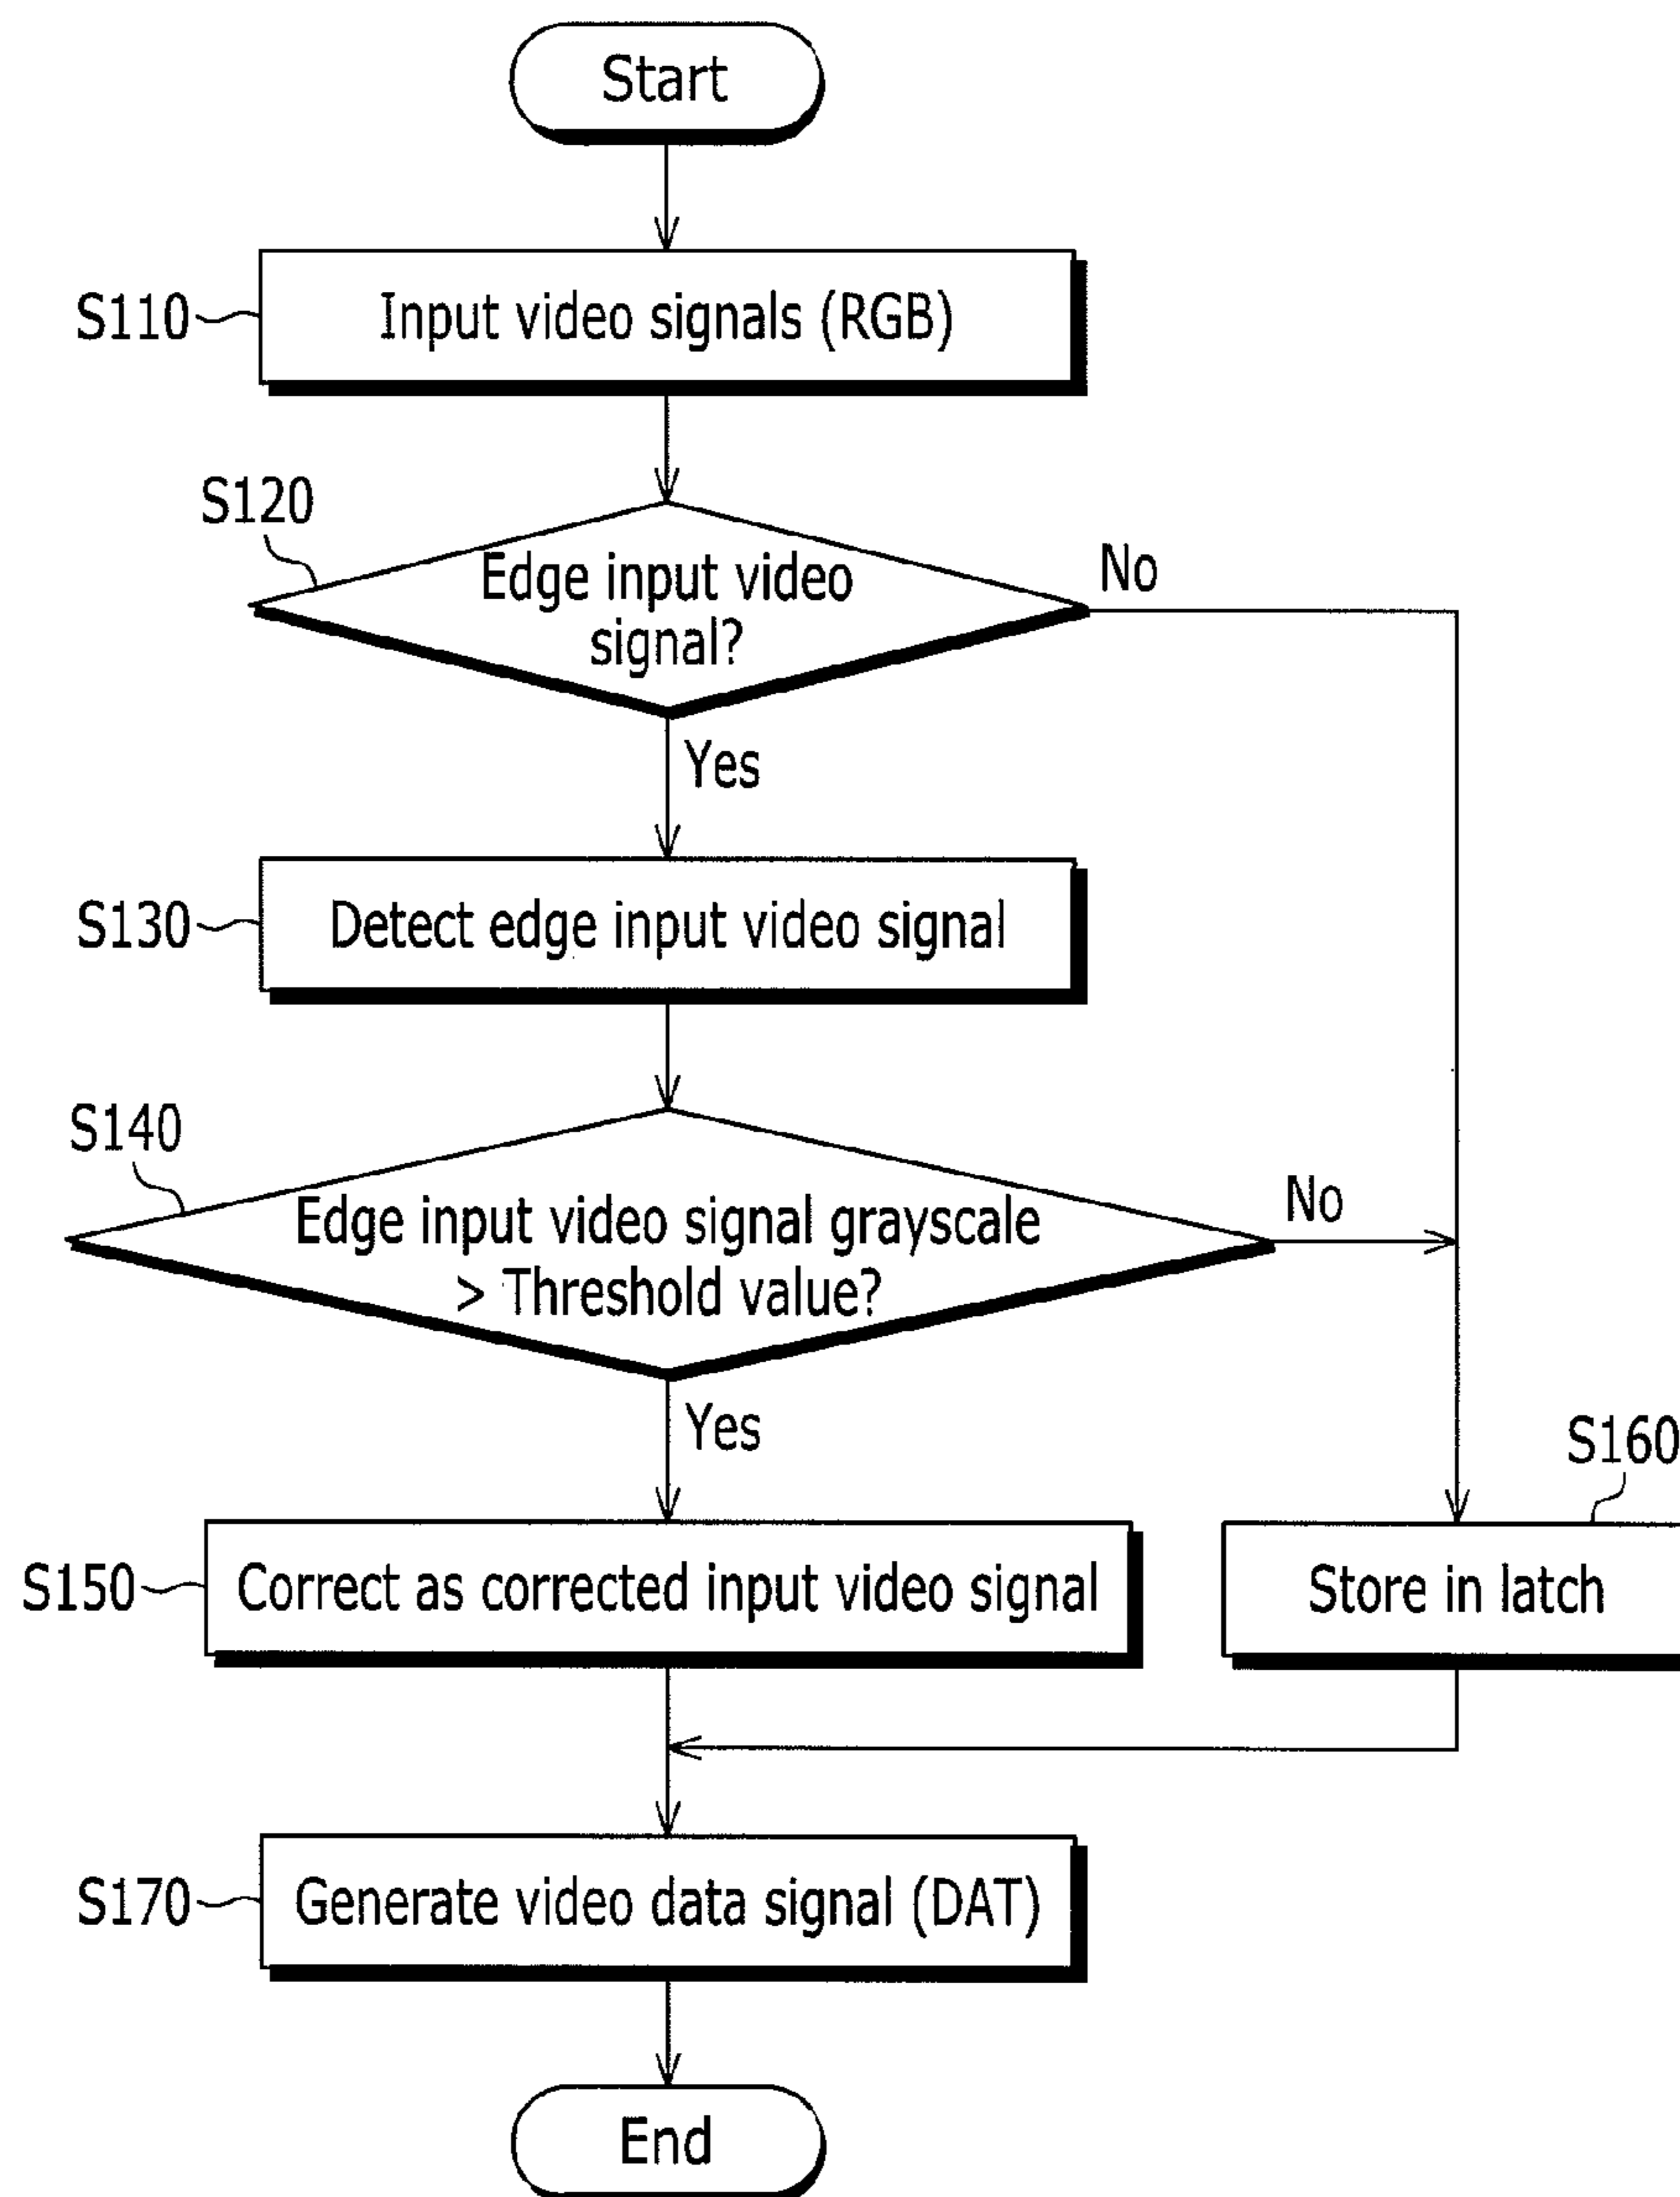 Start
S110
Input video signals (RGB)
S120
Edge input video
signal?
No
Yes
S130
Detect edge input video signal
S140
Edge input video signal grayscale
> Threshold value?
No
Yes
S150
Correct as corrected input video signal
S160
Store in latch
S170
Generate video data signal (DAT)
End